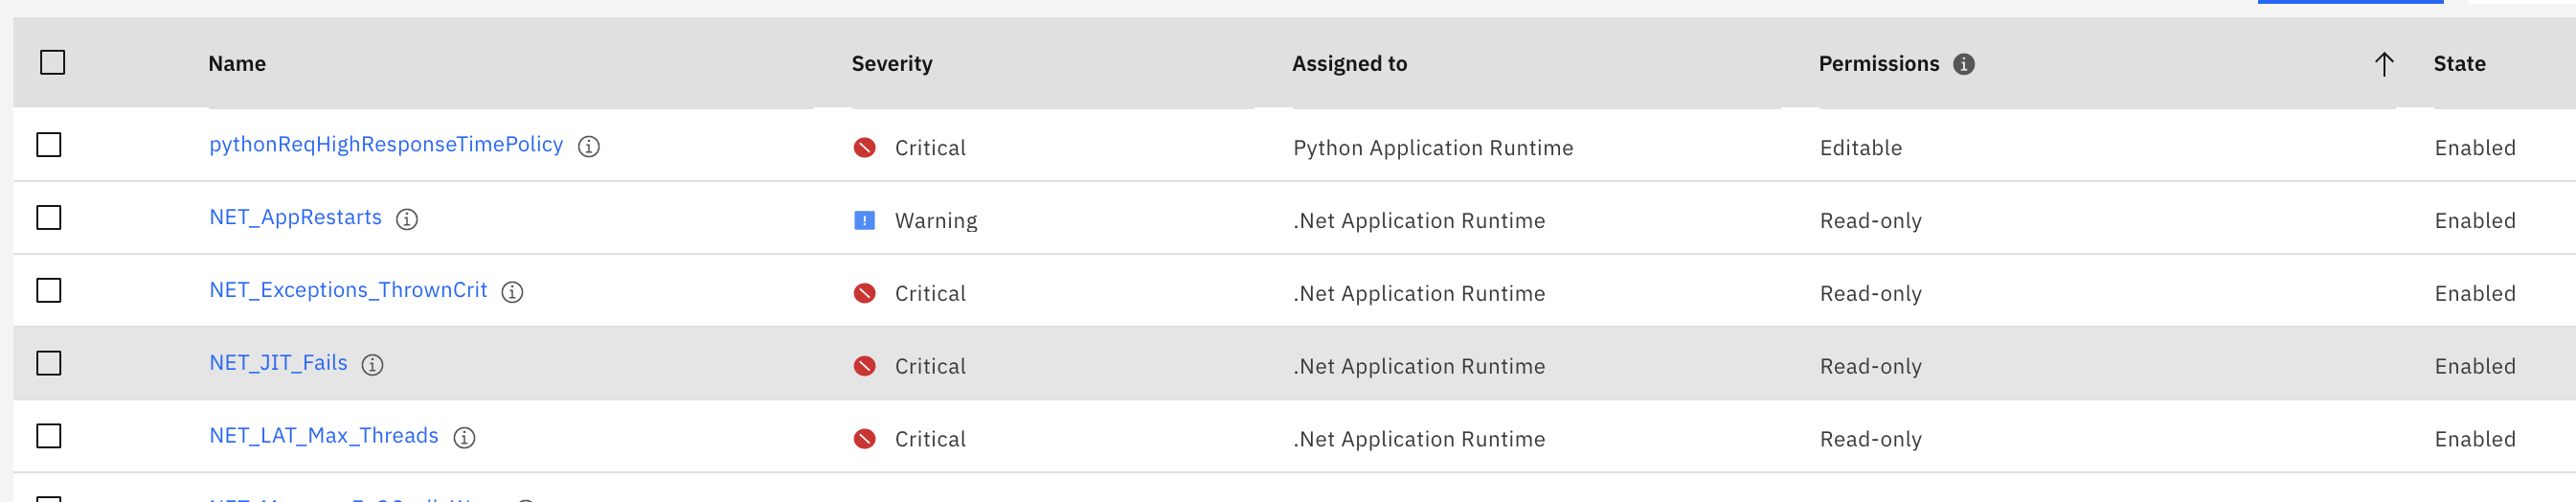 Name Severity Assigned to Permissions State
pythonReqHighResponseTimePolicy Critical Python Application Runtime Editable Enabled
NET_AppRestarts Warning .Net Application Runtime Read-only Enabled
NET_Exceptions_ThrownCrit Critical .Net Application Runtime Read-only Enabled
NET_JIT_Fails Critical .Net Application Runtime Read-only Enabled
NET_LAT_Max_Threads Critical .Net Application Runtime Read-only Enabled